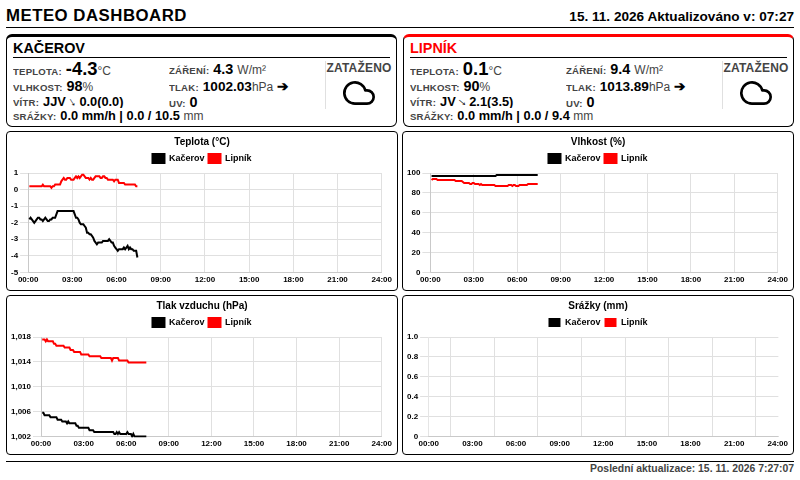 METEO DASHBOARD
15. 11. 2026 Aktualizováno v: 07:27
KAČEROV
TEPLOTA: -4.3°C
ZÁŘENÍ: 4.3 W/m²
ZATAŽENO
VLHKOST: 98%
TLAK: 1002.03hPa ➔
VÍTR: JJV → 0.0(0.0)
UV: 0
SRÁŽKY: 0.0 mm/h | 0.0 / 10.5 mm
LIPNÍK
TEPLOTA: 0.1°C
ZÁŘENÍ: 9.4 W/m²
ZATAŽENO
VLHKOST: 90%
TLAK: 1013.89hPa ➔
VÍTR: JV → 2.1(3.5)
UV: 0
SRÁŽKY: 0.0 mm/h | 0.0 / 9.4 mm
Teplota (°C)
Kačerov Lipník
1
0
-1
-2
-3
-4
-5
00:00 03:00 06:00 09:00 12:00 15:00 18:00 21:00 24:00
Vlhkost (%)
Kačerov Lipník
100
80
60
40
20
0
00:00 03:00 06:00 09:00 12:00 15:00 18:00 21:00 24:00
Tlak vzduchu (hPa)
Kačerov Lipník
1,018
1,014
1,010
1,006
1,002
00:00 03:00 06:00 09:00 12:00 15:00 18:00 21:00 24:00
Srážky (mm)
Kačerov Lipník
1.0
0.8
0.6
0.4
0.2
0
00:00 03:00 06:00 09:00 12:00 15:00 18:00 21:00 24:00
Poslední aktualizace: 15. 11. 2026 7:27:07